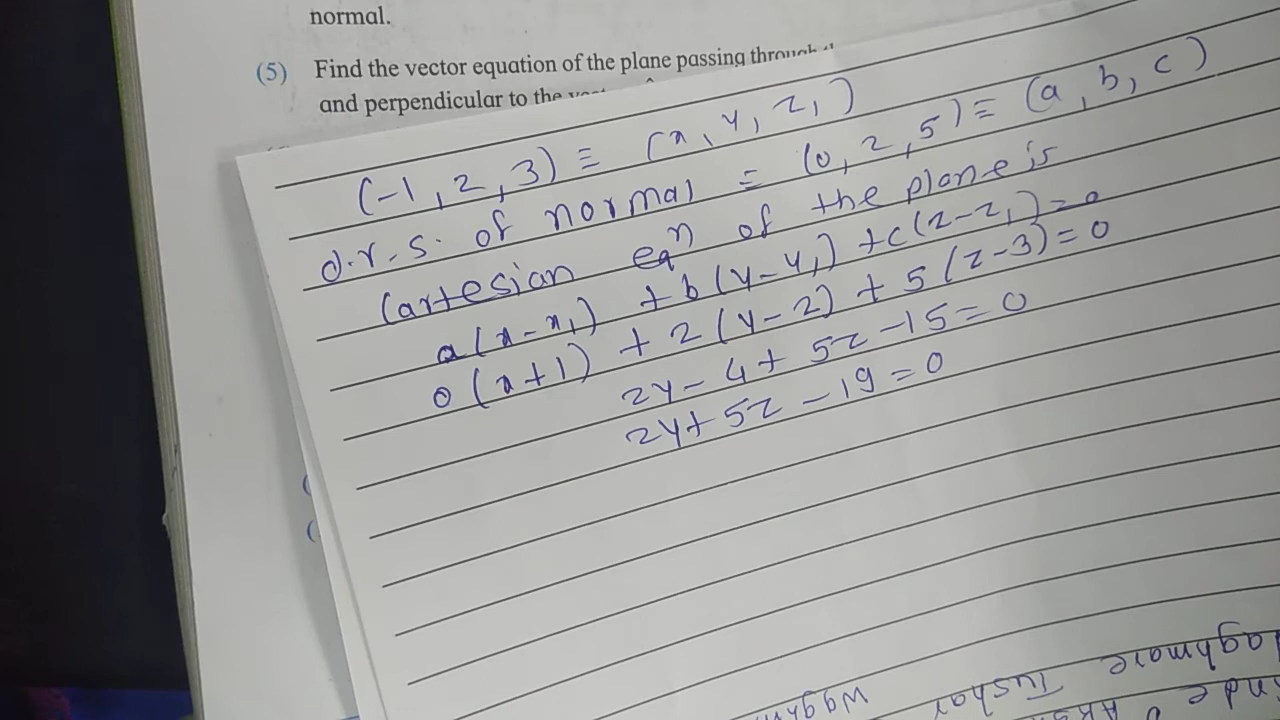 normal.
(5) Find the vector equation of the plane passing through
and perpendicular to the
(-1, 2, 3) ≡ (x, y, z₁)
d.r.s. of normal = (0, 2, 5) ≡ (a, b, c)
Cartesian eqⁿ of the plane is
a(x-x₁) + b(y-y₁) + c(z-z₁) = 0
0(x+1) + 2(y-2) + 5(z-3) = 0
2y - 4 + 5z - 15 = 0
2y + 5z - 19 = 0
(
(
Tushar